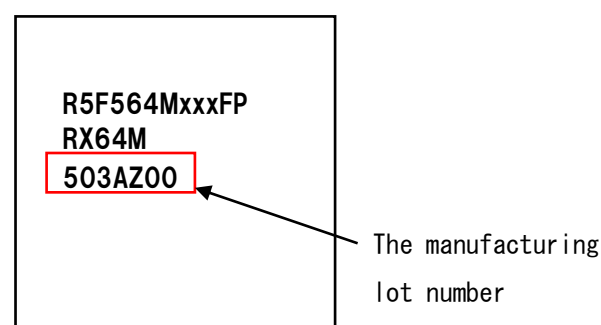 R5F564MxxxFP
RX64M
503AZ00
The manufacturing
lot number